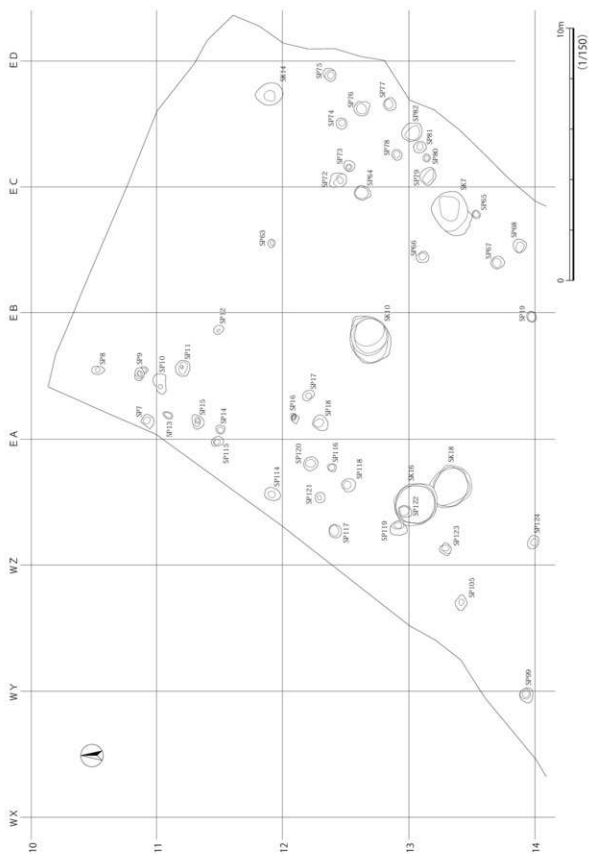 WX
WY
WZ
EA
EB
EC
ED
10
11
12
13
14
SP8
SP9
SP10
SP11
SP12
SP7
SP13
SP15
SP14
SP115
SP114
SP63
SP16
SP17
SP18
SP120
SP116
SP121
SP118
SP117
SK14
SP75
SP76
SP77
SP74
SP73
SP72
SP64
SP78
SP82
SP81
SP80
SP79
SK7
SP65
SP66
SP67
SP68
SK10
SP19
SK16
SK18
SP122
SP119
SP123
SP124
SP105
SP99
0
10m
(1/150)